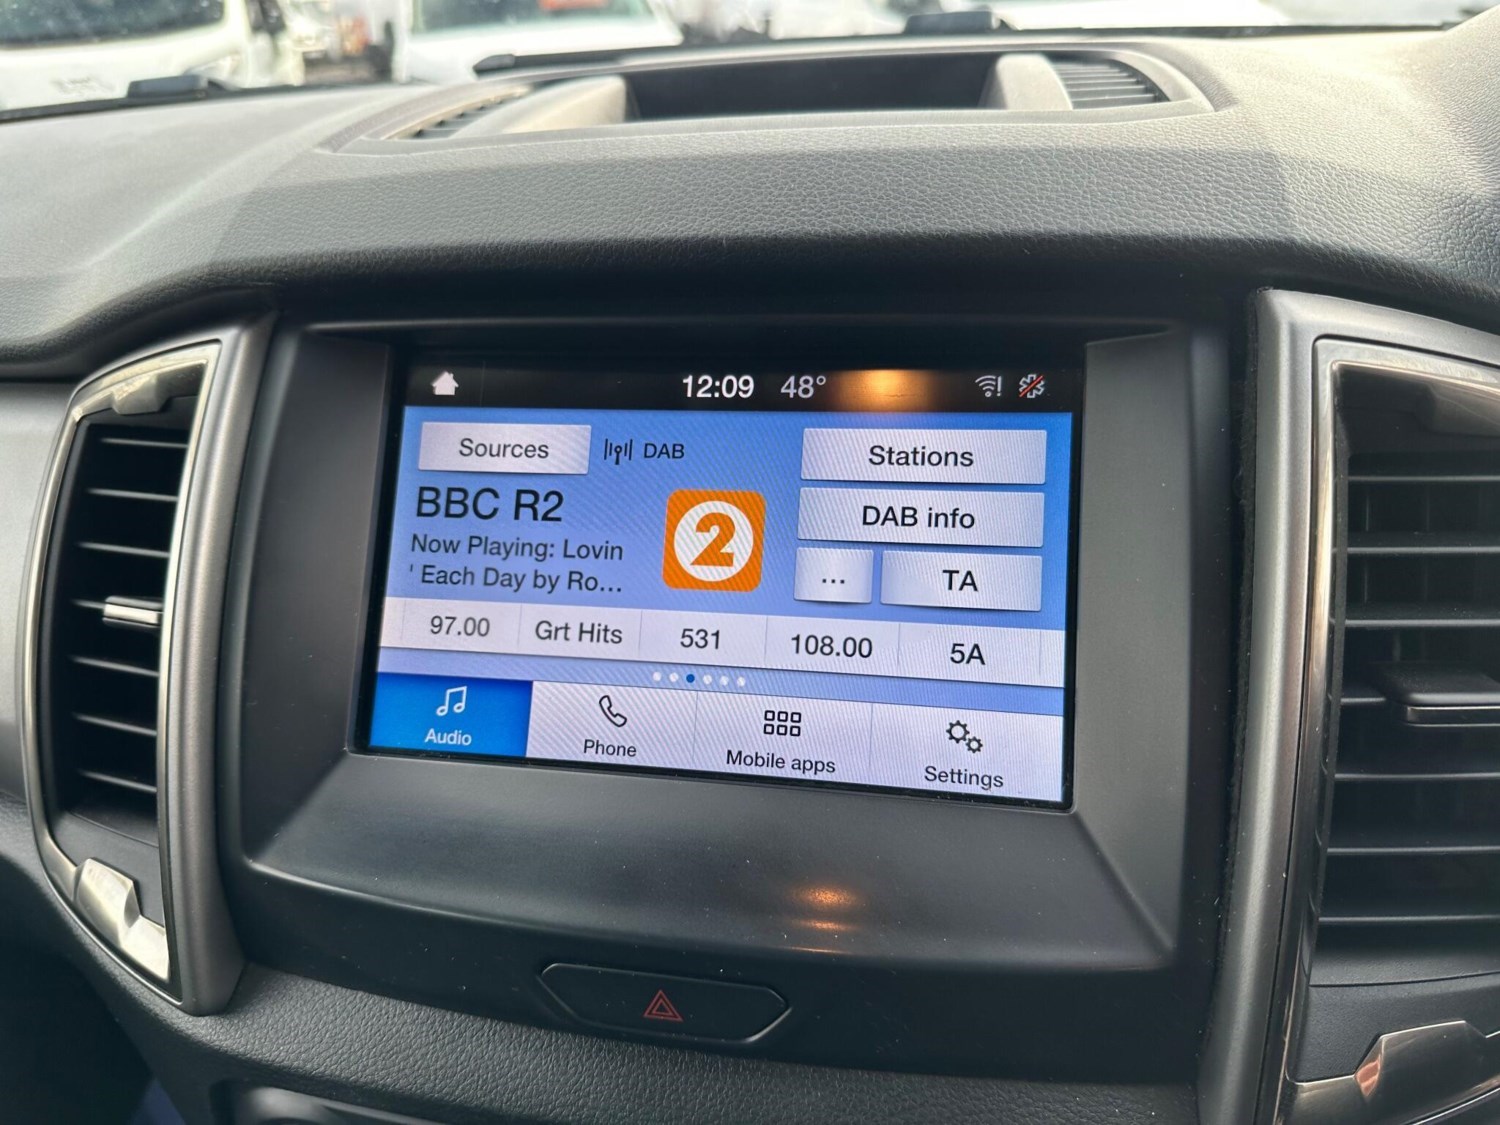 12:09 48°
Sources DAB Stations
BBC R2
2
DAB info
Now Playing: Lovin
' Each Day by Ro...
... TA
97.00 Grt Hits 531 108.00 5A
Audio Phone Mobile apps Settings